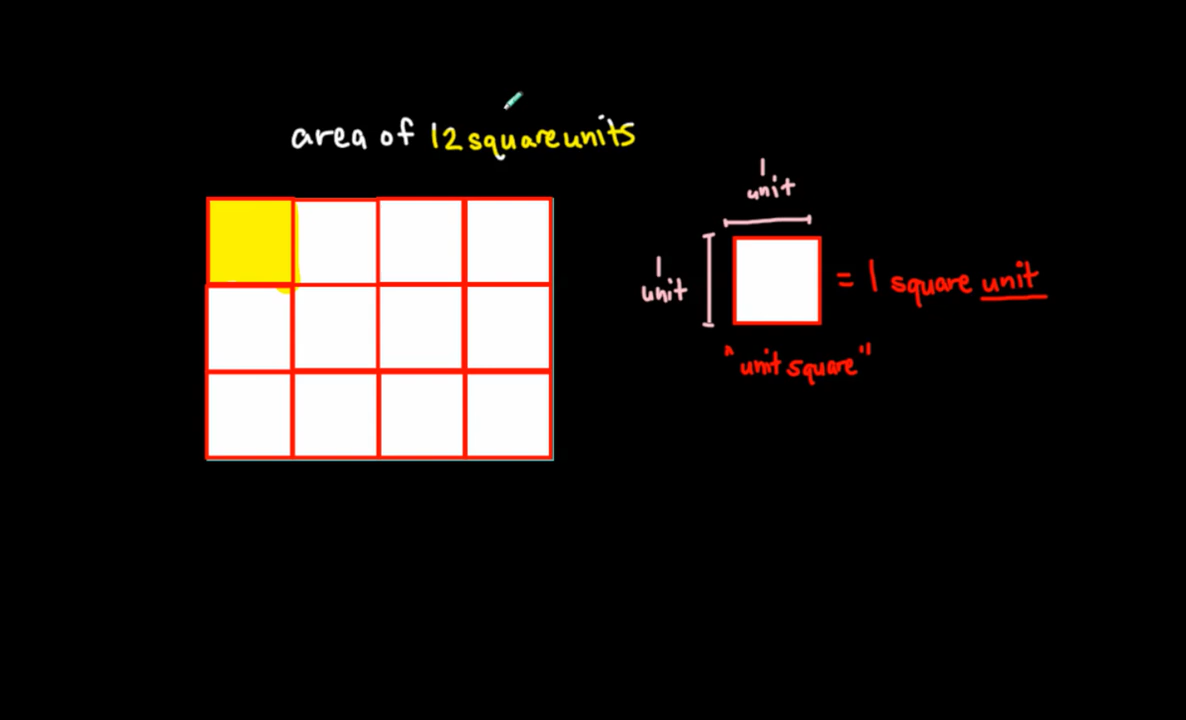 area of 12 square units
1
unit
1
unit
= 1 square unit
"unit square"